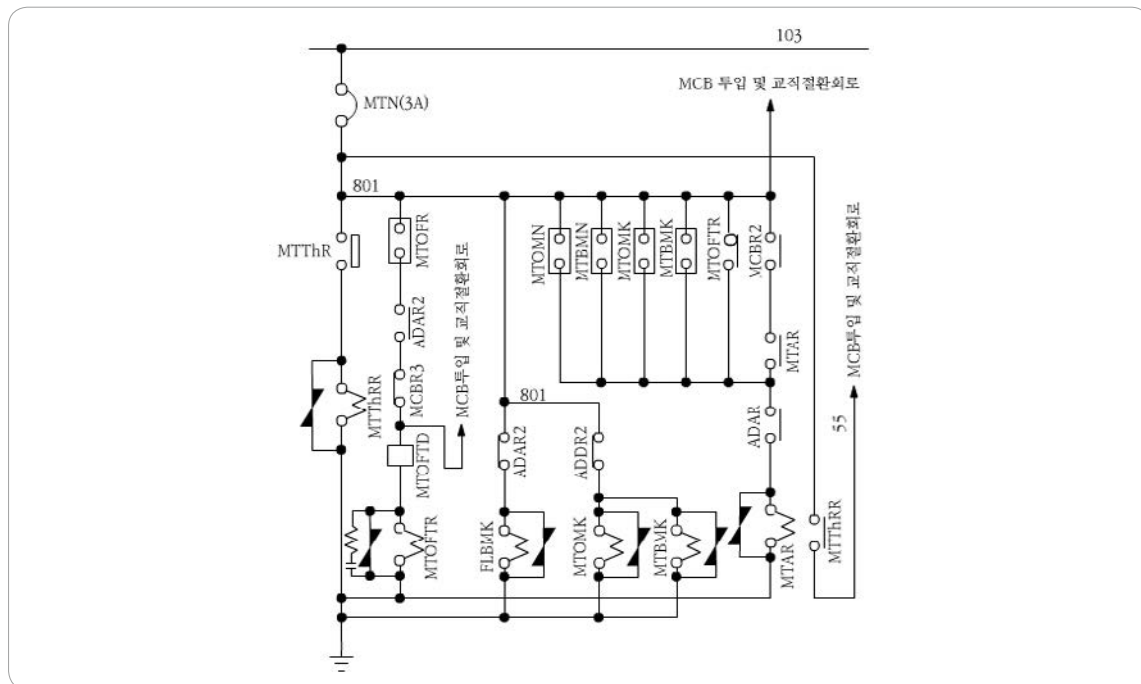 103
MCB 투입 및 교직절환회로
MTN(3A)
801
MTThR
MTOFR
MTOMN
MTBMN
MTOMK
MTBMK
MTOFTR
MCBR2
ADAR2
MCB투입 및 교직절환회로
MTAR
MCB투입 및 교직절환회로
MTThRR
MCBR3
801
ADAR
55
MTOFTD
ADAR2
ADDR2
MTOFTR
FLBMK
MTOMK
MTBMK
MTAR
MTThRR